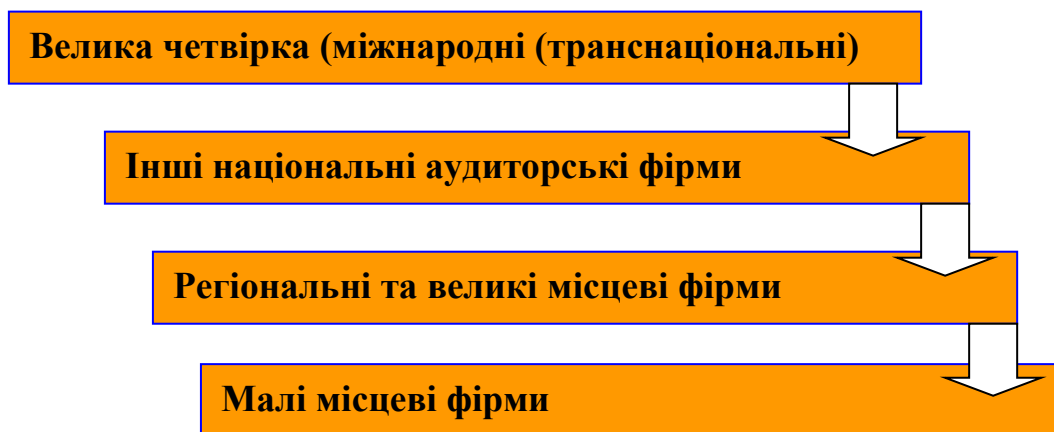 Велика четвірка (міжнародні (транснаціональні)
Інші національні аудиторські фірми
Регіональні та великі місцеві фірми
Малі місцеві фірми